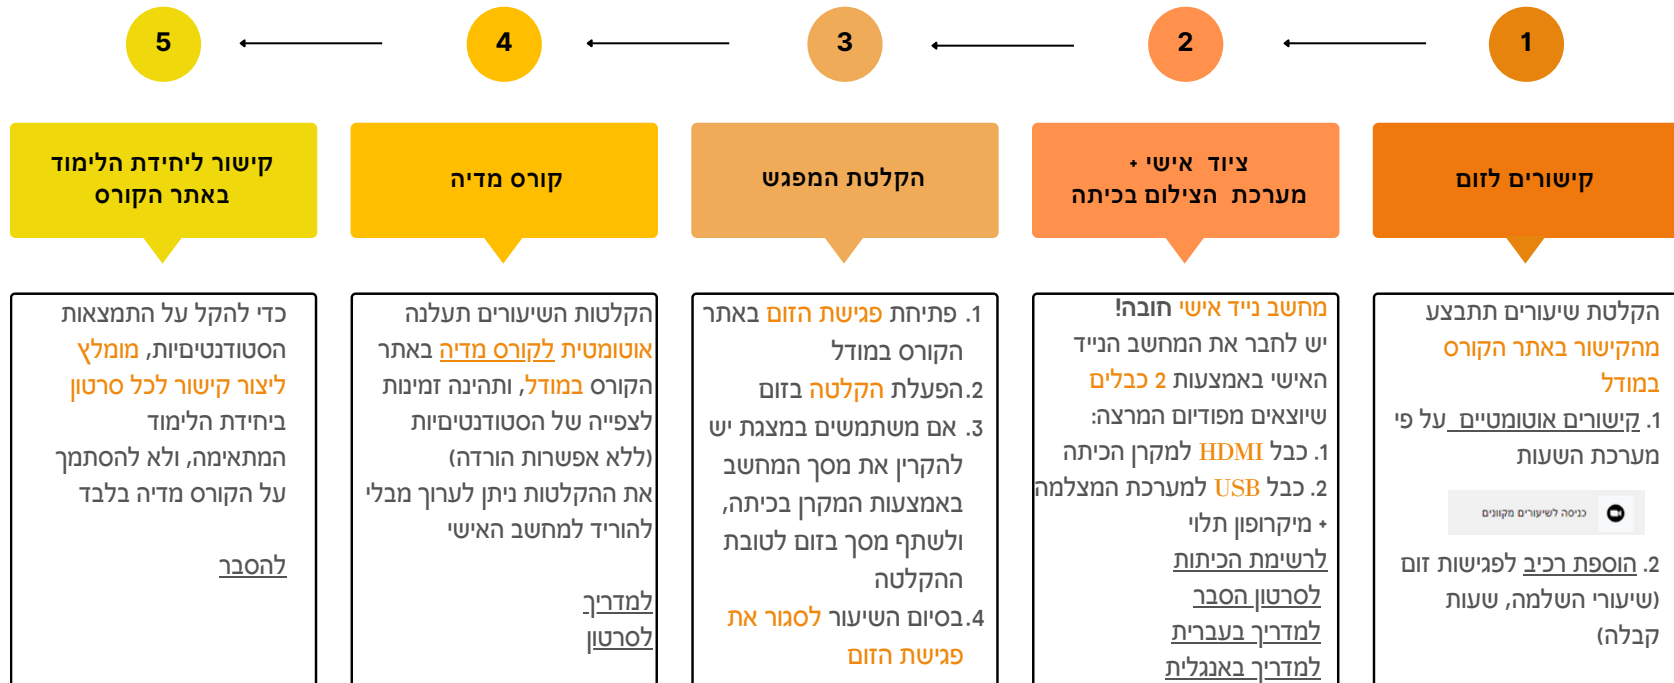 1
2
3
4
5
קישורים לזום
ציוד אישי +
מערכת הצילום בכיתה
הקלטת המפגש
קורס מדיה
קישור ליחידת הלימוד
באתר הקורס
הקלטת שיעורים תתבצע
מהקישור באתר הקורס
במודל
1. קישורים אוטומטיים על פי
מערכת השעות
כניסה לשיעורים מקוונים
2. הוספת רכיב לפגישות זום
(שיעורי השלמה, שעות
קבלה)
מחשב נייד אישי חובה!
יש לחבר את המחשב הנייד
האישי באמצעות 2 כבלים
שיוצאים מפודיום המרצה:
1. כבל HDMI למקרן הכיתה
2. כבל USB למערכת המצלמה
+ מיקרופון תלוי
לרשימת הכיתות
לסרטון הסבר
למדריך בעברית
למדריך באנגלית
1. פתיחת פגישת הזום באתר
הקורס במודל
2. הפעלת הקלטה בזום
3. אם משתמשים במצגת יש
להקרין את מסך המחשב
באמצעות המקרן בכיתה,
ולשתף מסך בזום לטובת
ההקלטה
4. בסיום השיעור לסגור את
פגישת הזום
הקלטות השיעורים תעלנה
אוטומטית לקורס מדיה באתר
הקורס במודל, ותהינה זמינות
לצפייה של הסטודנטיםיות
(ללא אפשרות הורדה)
את ההקלטות ניתן לערוך מבלי
להוריד למחשב האישי
למדריך
לסרטון
כדי להקל על התמצאות
הסטודנטיםיות, מומלץ
ליצור קישור לכל סרטון
ביחידת הלימוד
המתאימה, ולא להסתמך
על הקורס מדיה בלבד
להסבר